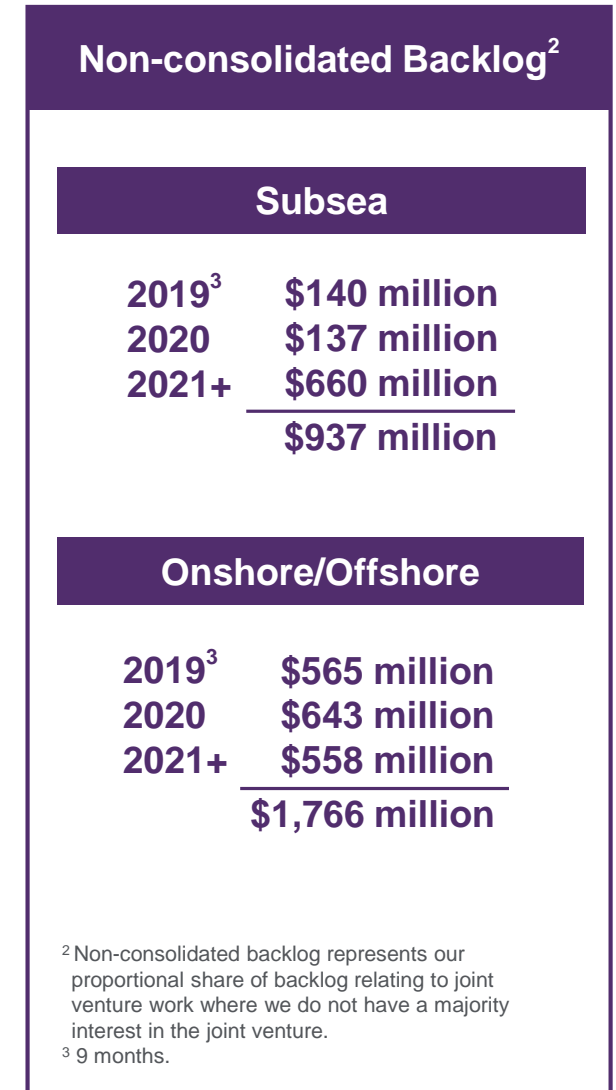 Non-consolidated Backlog²
Subsea
2019³ $140 million
2020 $137 million
2021+ $660 million
$937 million
Onshore/Offshore
2019³ $565 million
2020 $643 million
2021+ $558 million
$1,766 million
² Non-consolidated backlog represents our
proportional share of backlog relating to joint
venture work where we do not have a majority
interest in the joint venture.
³ 9 months.